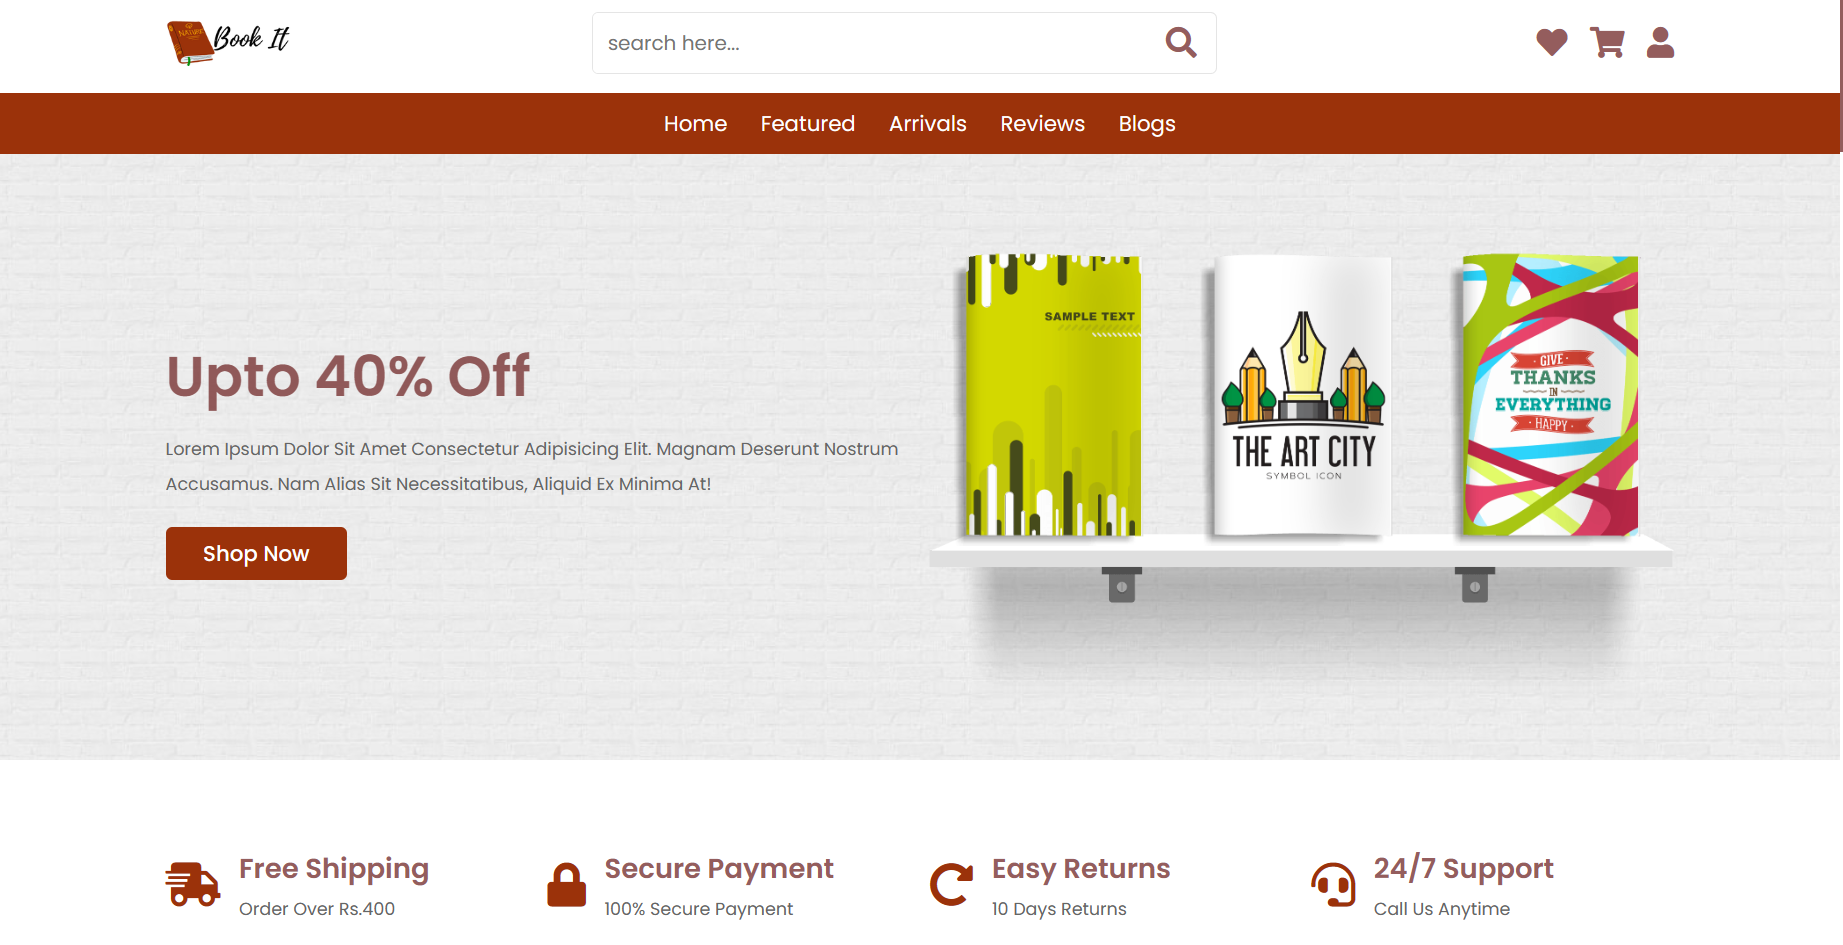 NATURE
Book It
search here...
Home Featured Arrivals Reviews Blogs
Upto 40% Off
Lorem Ipsum Dolor Sit Amet Consectetur Adipisicing Elit. Magnam Deserunt Nostrum
Accusamus. Nam Alias Sit Necessitatibus, Aliquid Ex Minima At!
Shop Now
SAMPLE TEXT
THE ART CITY
SYMBOL ICON
GIVE
THANKS
IN
EVERYTHING
HAPPY
Free Shipping
Order Over Rs.400
Secure Payment
100% Secure Payment
Easy Returns
10 Days Returns
24/7 Support
Call Us Anytime